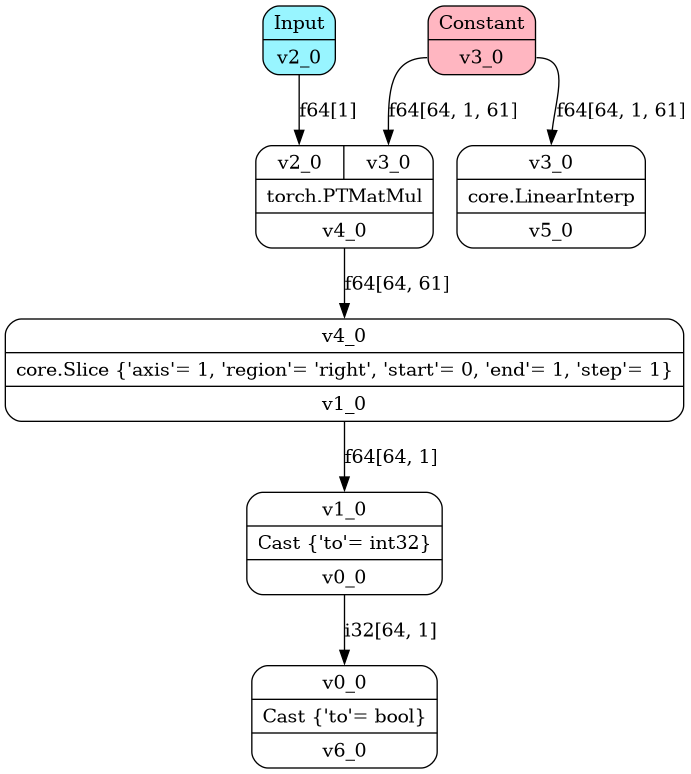 Input
v2_0
Constant
v3_0
f64[1]
f64[64, 1, 61]
f64[64, 1, 61]
v2_0
v3_0
torch.PTMatMul
v4_0
v3_0
core.LinearInterp
v5_0
f64[64, 61]
v4_0
core.Slice {'axis'= 1, 'region'= 'right', 'start'= 0, 'end'= 1, 'step'= 1}
v1_0
f64[64, 1]
v1_0
Cast {'to'= int32}
v0_0
i32[64, 1]
v0_0
Cast {'to'= bool}
v6_0